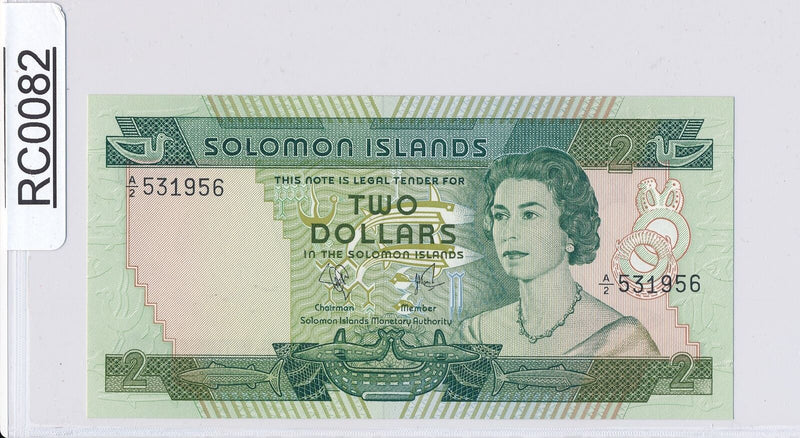 RC0082
SOLOMON ISLANDS
2
A/2 531956
THIS NOTE IS LEGAL TENDER FOR
TWO
DOLLARS
IN THE SOLOMON ISLANDS
A/2 531956
Chairman Member
Solomon Islands Monetary Authority
2 2